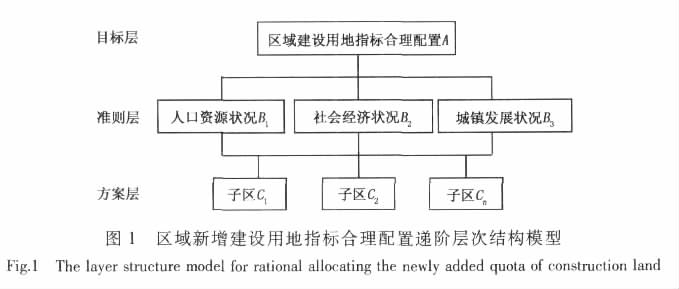 目标层 区域建设用地指标合理配置A
准则层 人口资源状况B1 社会经济状况B2 城镇发展状况B3
方案层 子区C1 子区C2 子区Cn
图 1 区域新增建设用地指标合理配置递阶层次结构模型
Fig.1 The layer structure model for rational allocating the newly added quota of construction land